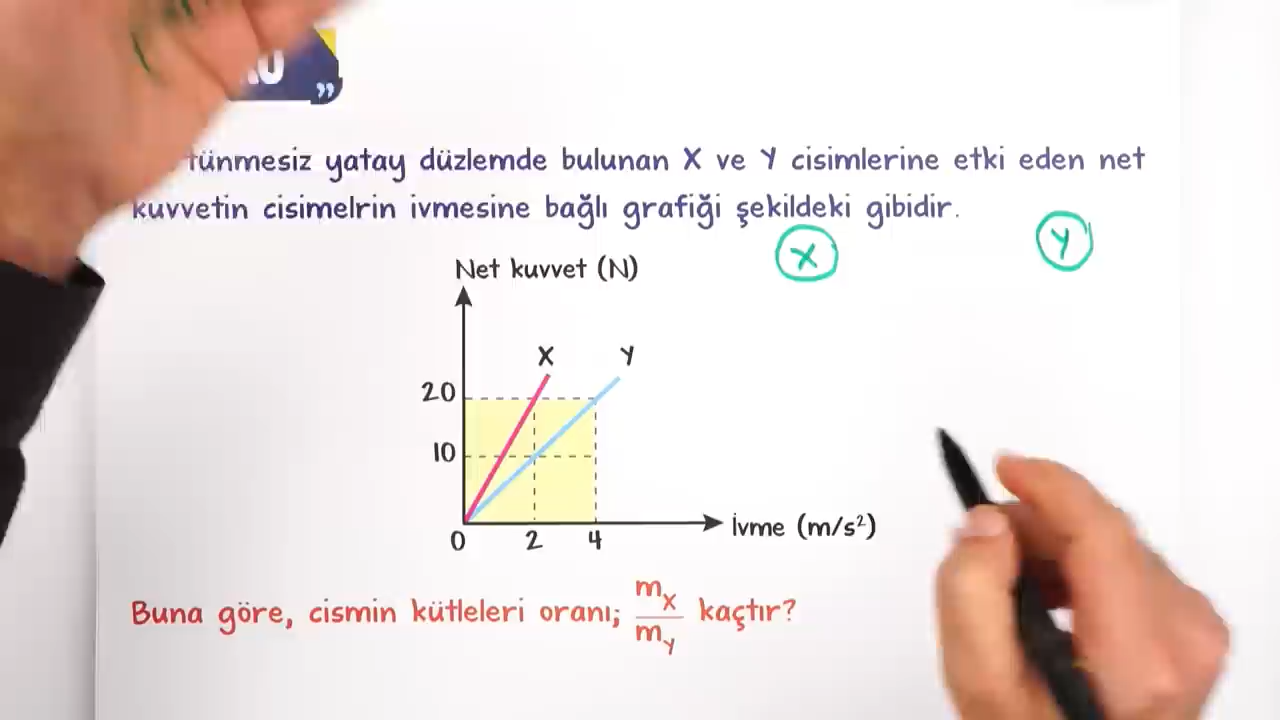 yatay düzlemde bulunan X ve Y cisimlerine etki eden net
kuvvetin cisimelrin ivmesine bağlı grafiği şekildeki gibidir.
X
Y
Net kuvvet (N)
X
Y
20
10
0
2
4
İvme (m/s²)
Buna göre, cismin kütleleri oranı; mX/mY kaçtır?